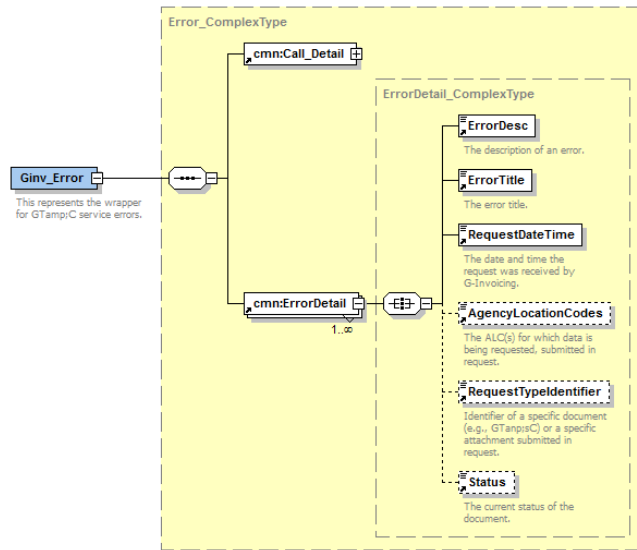 Error_ComplexType
cmn:Call_Detail
ErrorDetail_ComplexType
ErrorDesc
The description of an error.
Ginv_Error
This represents the wrapper
for GTamp;C service errors.
ErrorTitle
The error title.
RequestDateTime
The date and time the
request was received by
G-Invoicing.
cmn:ErrorDetail
1..∞
AgencyLocationCodes
The ALC(s) for which data is
being requested, submitted in
request.
RequestTypeIdentifier
Identifier of a specific document
(e.g., GTanp;sC) or a specific
attachment submitted in
request.
Status
The current status of the
document.